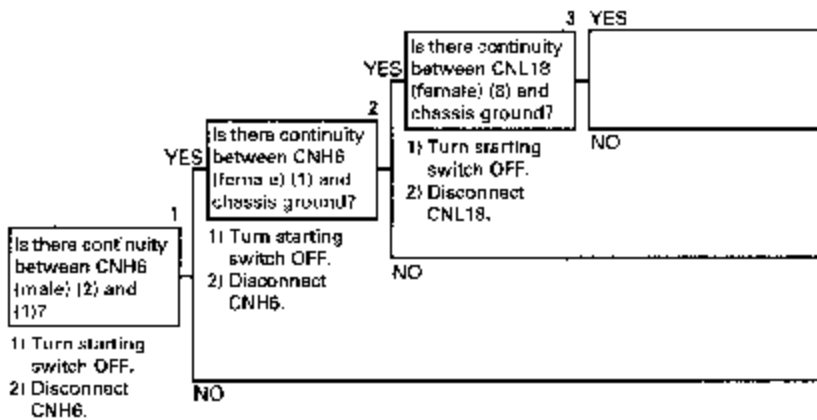 3 YES
Is there continuity
between CNL18
(female) (8) and
chassis ground?
YES
1) Turn starting
switch OFF.
2) Disconnect
CNL18.
NO
2
Is there continuity
between CNH6
(female) (1) and
chassis ground?
YES
1) Turn starting
switch OFF.
2) Disconnect
CNH6.
NO
1
Is there continuity
between CNH6
(male) (2) and
(1)?
1) Turn starting
switch OFF.
2) Disconnect
CNH6.
NO